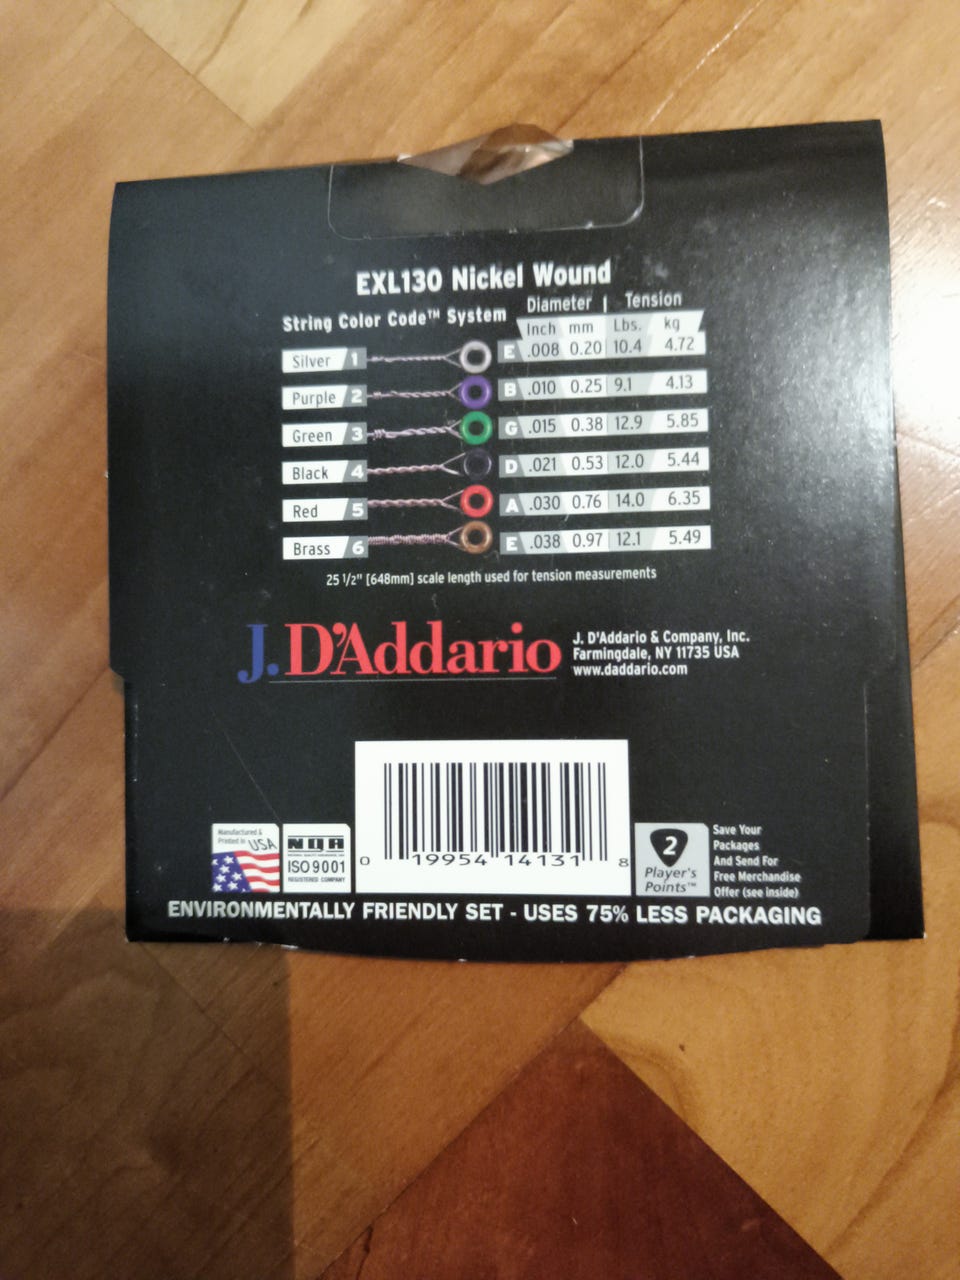 EXL130 Nickel Wound
String Color Code™ System
Diameter | Tension
Inch mm Lbs. kg
Silver 1 E .008 0.20 10.4 4.72
Purple 2 B .010 0.25 9.1 4.13
Green 3 G .015 0.38 12.9 5.85
Black 4 D .021 0.53 12.0 5.44
Red 5 A .030 0.76 14.0 6.35
Brass 6 E .038 0.97 12.1 5.49
25 1/2" [648mm] scale length used for tension measurements
J. D'Addario
J. D'Addario & Company, Inc.
Farmingdale, NY 11735 USA
www.daddario.com
Manufactured &
Printed in USA
NQA
ISO 9001
REGISTERED COMPANY
0 19954 14131 8
2
Player's
Points™
Save Your
Packages
And Send For
Free Merchandise
Offer (see inside)
ENVIRONMENTALLY FRIENDLY SET - USES 75% LESS PACKAGING